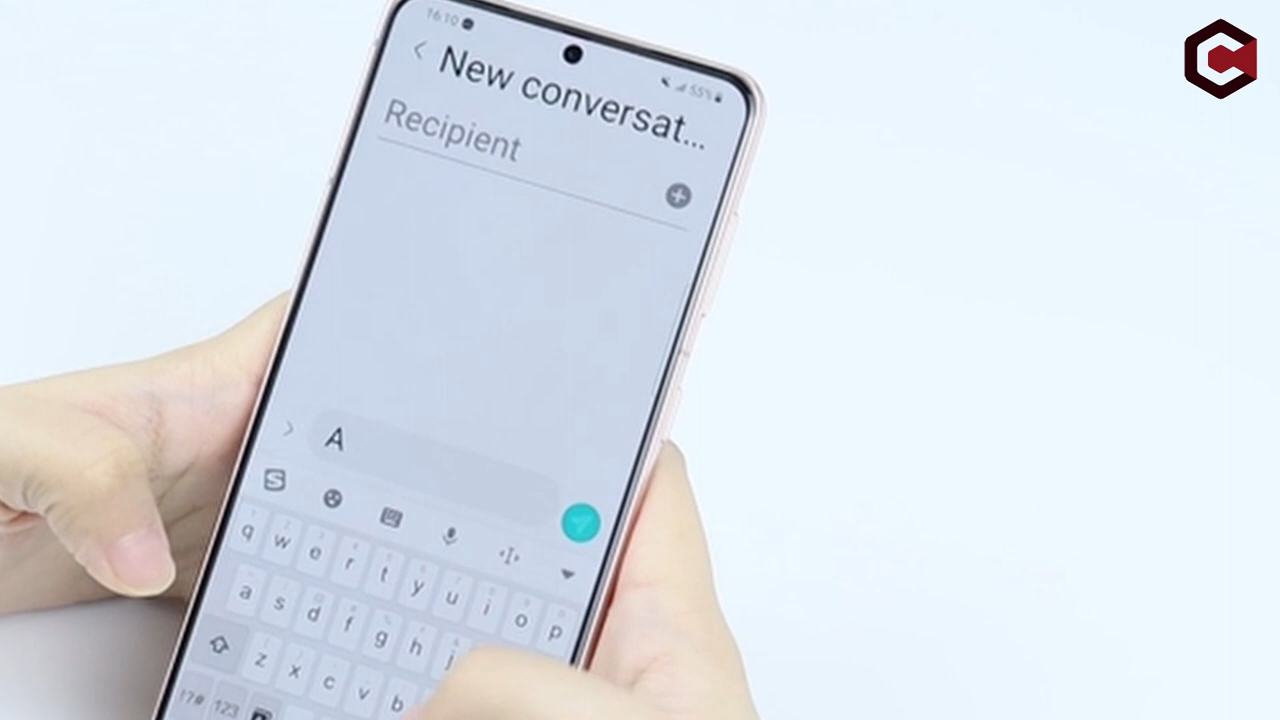 16:10
55%
New conversat...
Recipient
A
q w e r t y u i o p
a s d f g h j
z x c v b
!?# 123